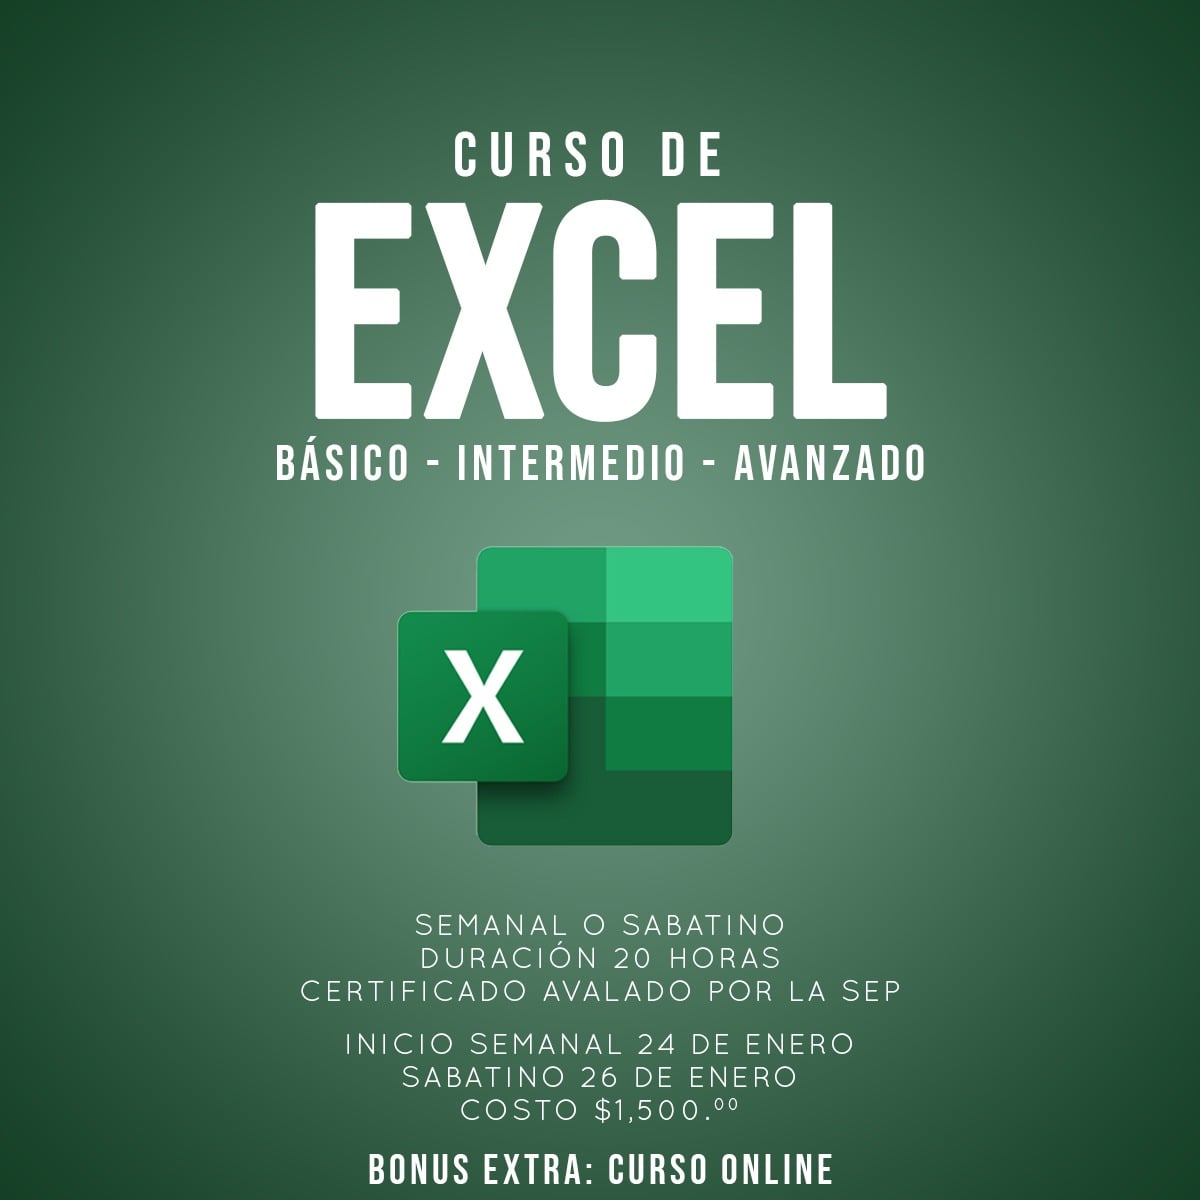 CURSO DE
EXCEL
BÁSICO - INTERMEDIO - AVANZADO
X
SEMANAL O SABATINO
DURACIÓN 20 HORAS
CERTIFICADO AVALADO POR LA SEP
INICIO SEMANAL 24 DE ENERO
SABATINO 26 DE ENERO
COSTO $1,500.⁰⁰
BONUS EXTRA: CURSO ONLINE